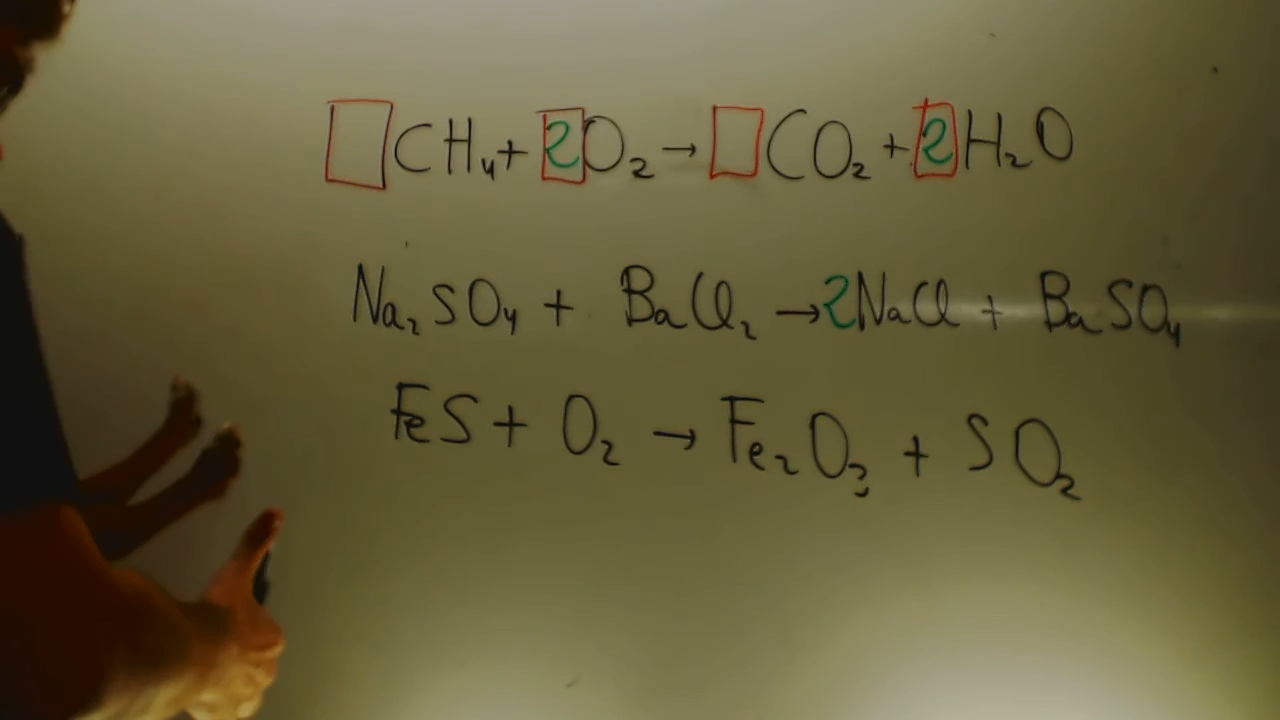 CH₄ + 2O₂ → CO₂ + 2H₂O
Na₂SO₄ + BaCl₂ → 2NaCl + BaSO₄
FeS + O₂ → Fe₂O₃ + SO₂